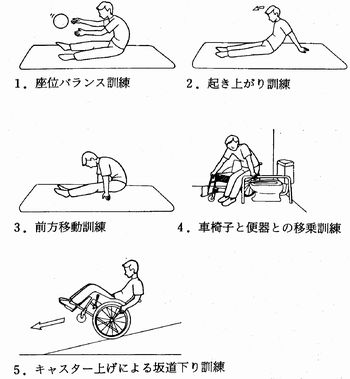 1．座位バランス訓練
2．起き上がり訓練
3．前方移動訓練
4．車椅子と便器との移乗訓練
5．キャスター上げによる坂道下り訓練